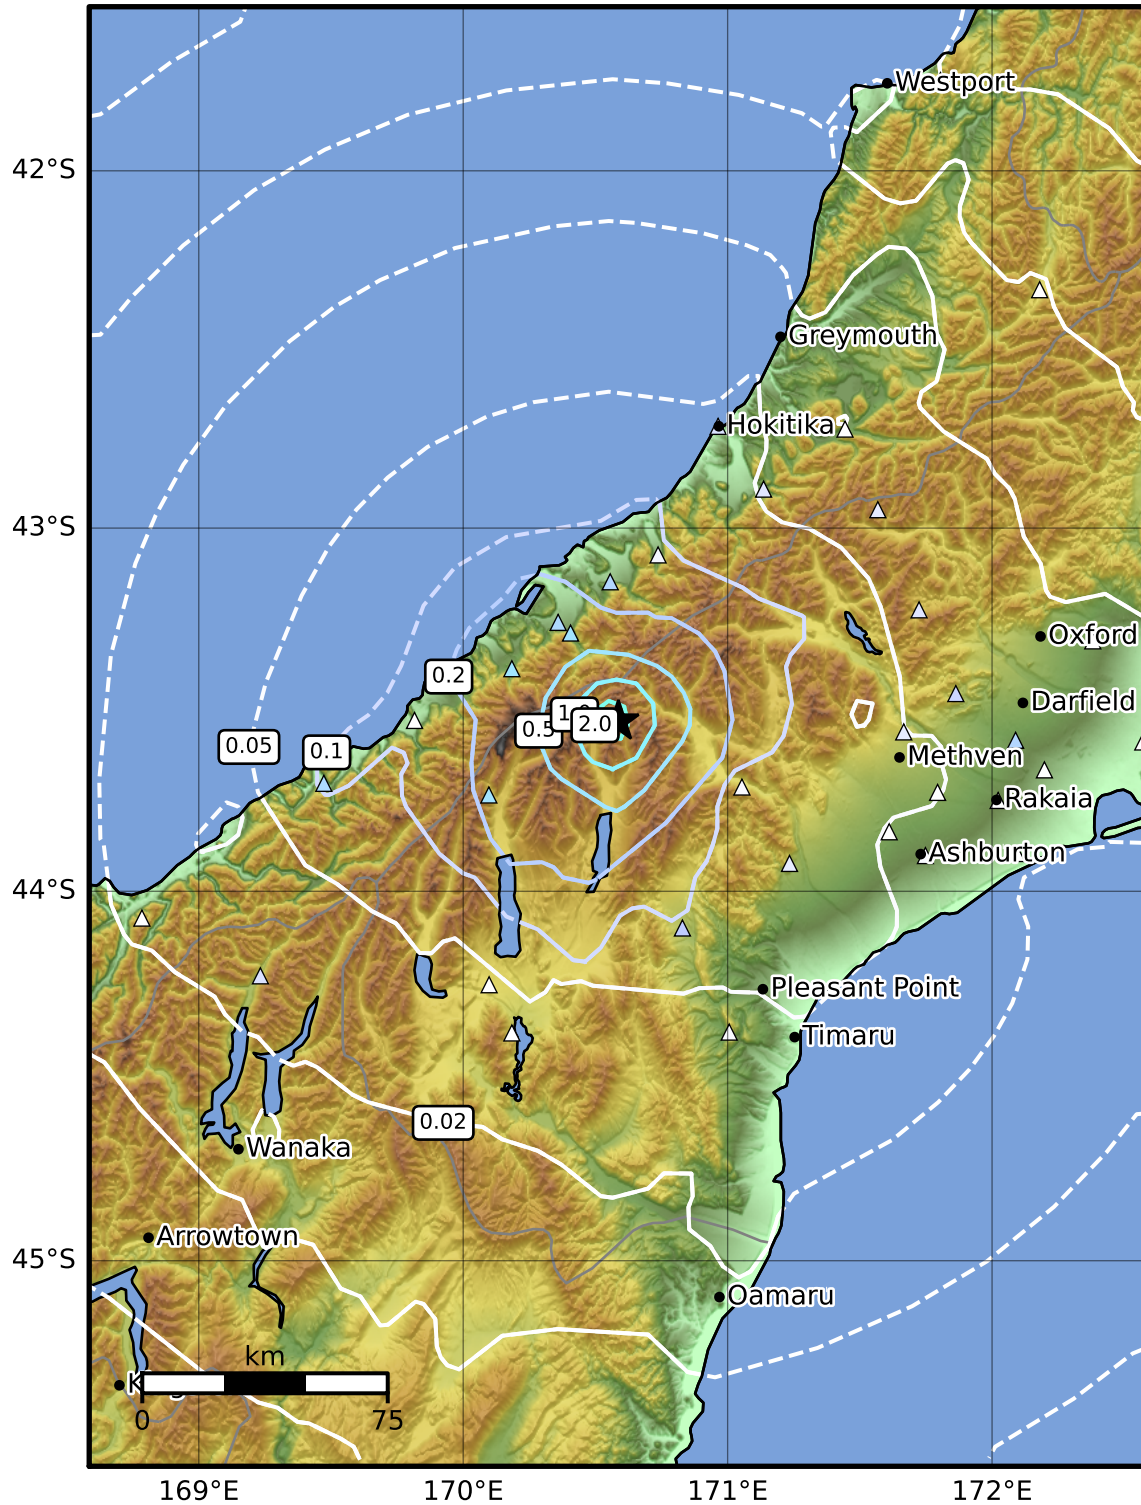 Westport
42°S
Greymouth
Hokitika
43°S
Oxford
0.2
Darfield
1.
2.0
0.5
0.05
0.1
Methven
Rakaia
Ashburton
44°S
Pleasant Point
Timaru
0.02
Wanaka
Arrowtown
45°S
Oamaru
km
0
75
169°E
170°E
171°E
172°E